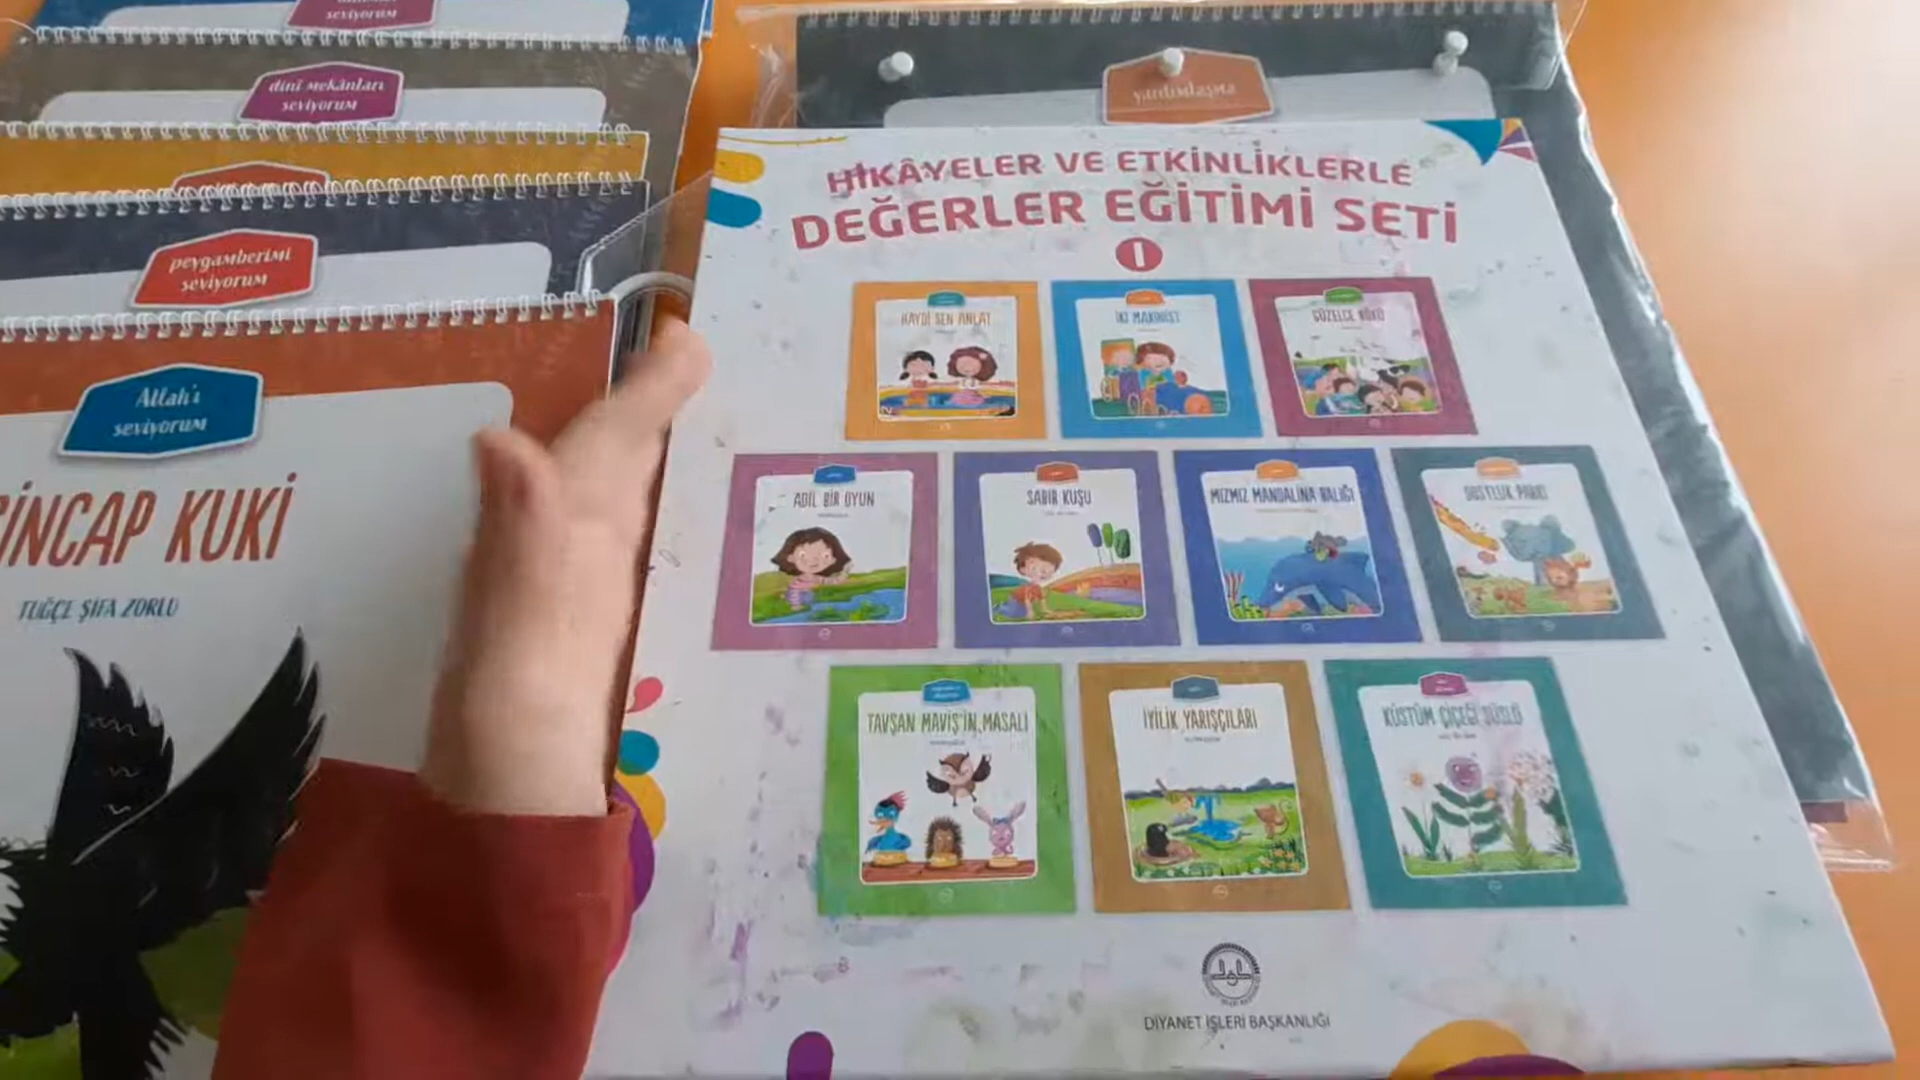 seviyorum
dinî mekânları
seviyorum
peygamberimi
seviyorum
Allah'ı
seviyorum
SİNCAP KUKİ
TUĞÇE ŞİFA ZORLU
yardımlaşma
HİKÂYELER VE ETKİNLİKLERLE
DEĞERLER EĞİTİMİ SETİ
1
HAYDİ SEN ANLAT
İKİ MAKİNİST
GÜZELCE KÖYÜ
ADİL BİR OYUN
SABIR KUŞU
MIZMIZ MANDALİNA BALIĞI
DOSTLUK PARKI
TAVŞAN MAVİŞ'İN MASALI
İYİLİK YARIŞÇILARI
KÜSTÜM ÇİÇEĞİ SÜSLÜ
DİYANET İŞLERİ BAŞKANLIĞI